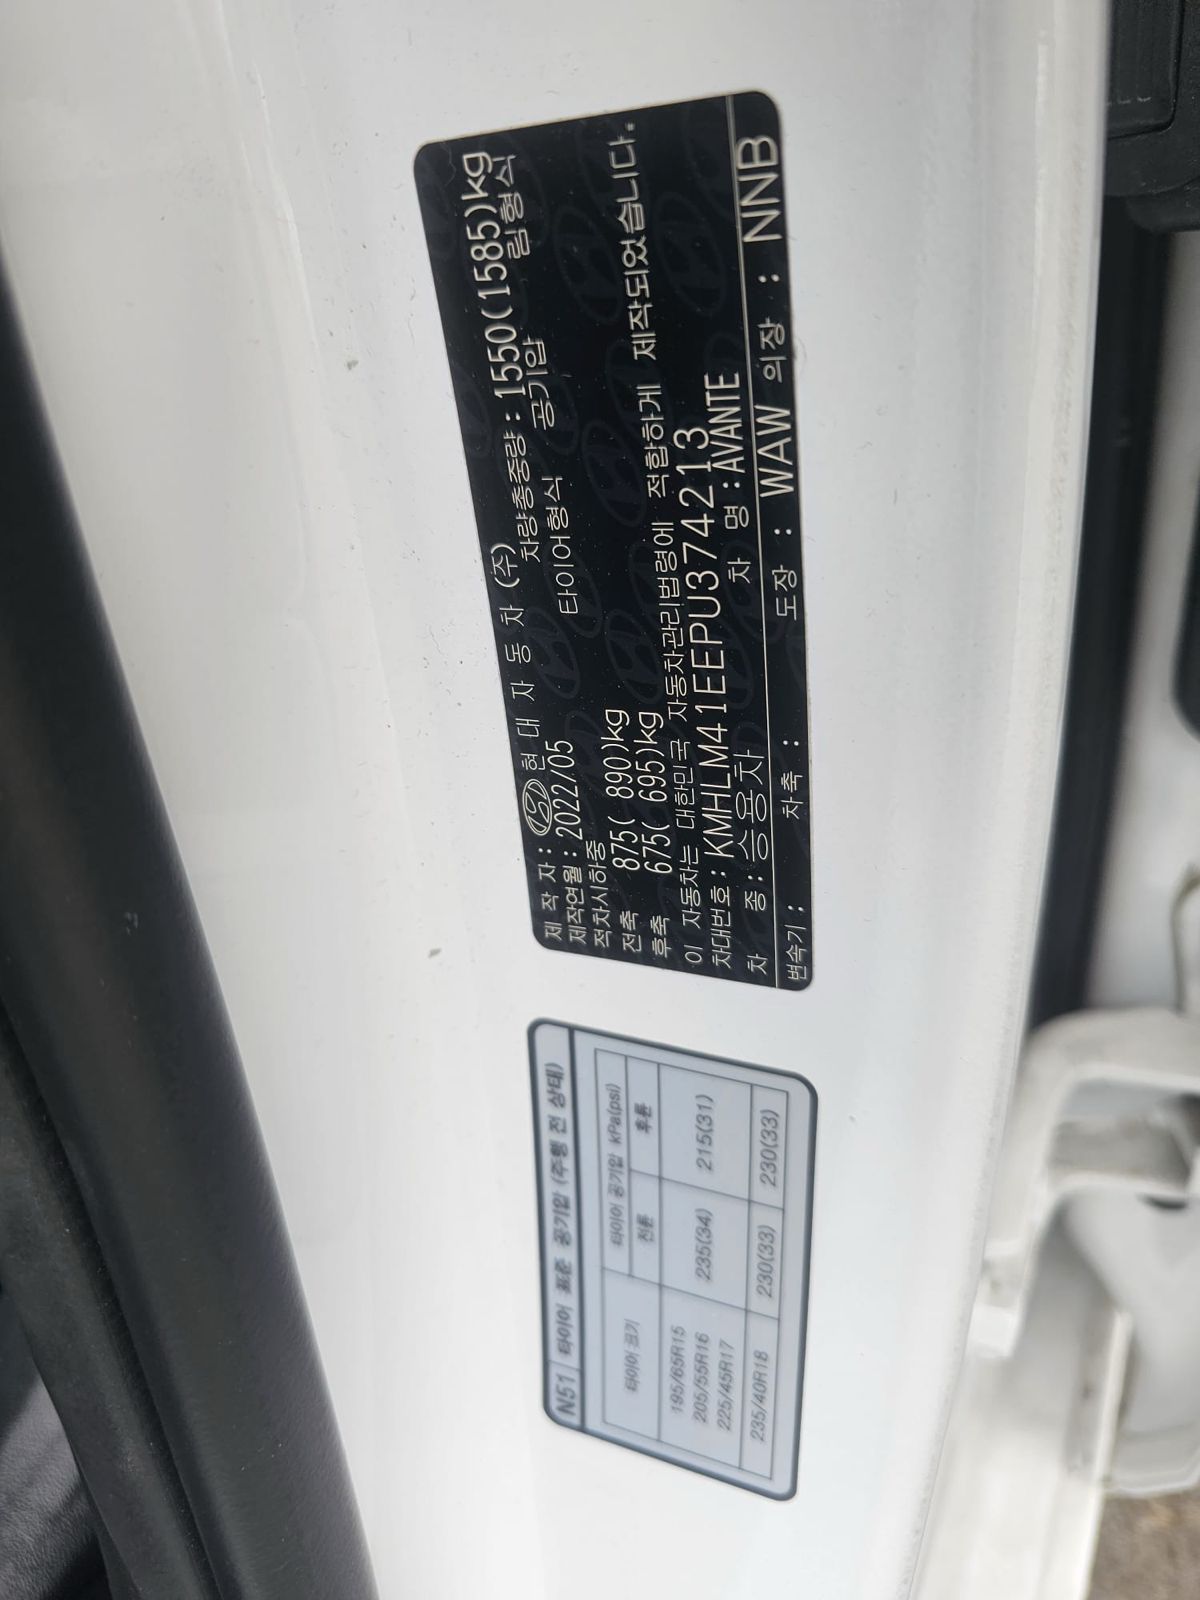 제 작 자 : 현 대 자 동 차 (주)
제작연월 : 2022/05 차량총중량 : 1550(1585)kg
적차시하중 타이어형식 공기압 림형식
전축 875( 890)kg
후축 675( 695)kg
이 자동차는 대한민국 자동차관리법령에 적합하게 제작되었습니다.
차대번호 : KMHLM41EEPU374213
차 종 : 승용차 차 명 : AVANTE
변속기 : 차축 : 도장 : WAW 의장 : NNB
N51 타이어 표준 공기압 (주행 전 상태)
타이어 크기 타이어 공기압 kPa(psi)
전륜 후륜
195/65R15
205/55R16 235(34) 215(31)
225/45R17
235/40R18 230(33) 230(33)